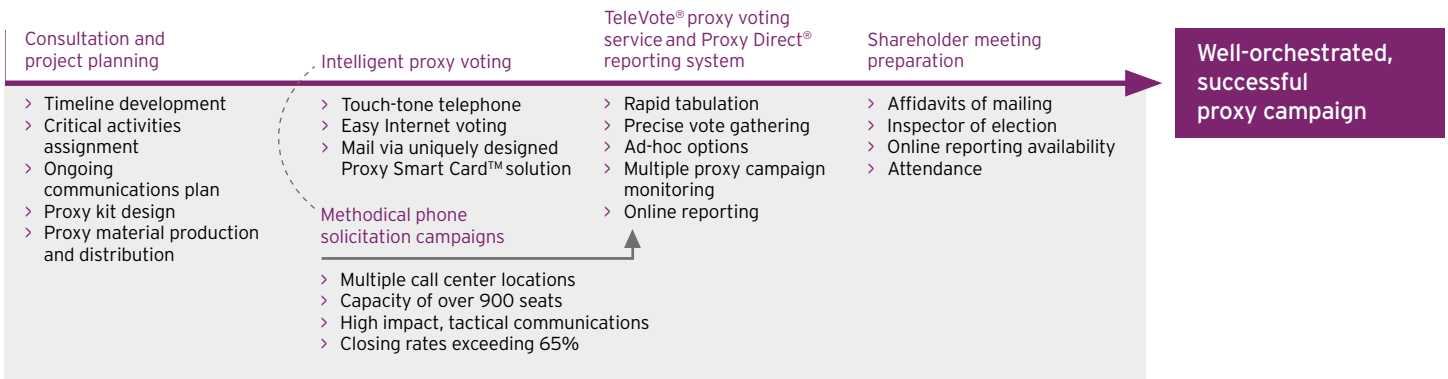 Consultation and
project planning
> Timeline development
> Critical activities
assignment
> Ongoing
communications plan
> Proxy kit design
> Proxy material production
and distribution
Intelligent proxy voting
> Touch-tone telephone
> Easy Internet voting
> Mail via uniquely designed
Proxy Smart Card™ solution
Methodical phone
solicitation campaigns
> Multiple call center locations
> Capacity of over 900 seats
> High impact, tactical communications
> Closing rates exceeding 65%
TeleVote® proxy voting
service and Proxy Direct®
reporting system
> Rapid tabulation
> Precise vote gathering
> Ad-hoc options
> Multiple proxy campaign
monitoring
> Online reporting
Shareholder meeting
preparation
> Affidavits of mailing
> Inspector of election
> Online reporting availability
> Attendance
Well-orchestrated,
successful
proxy campaign